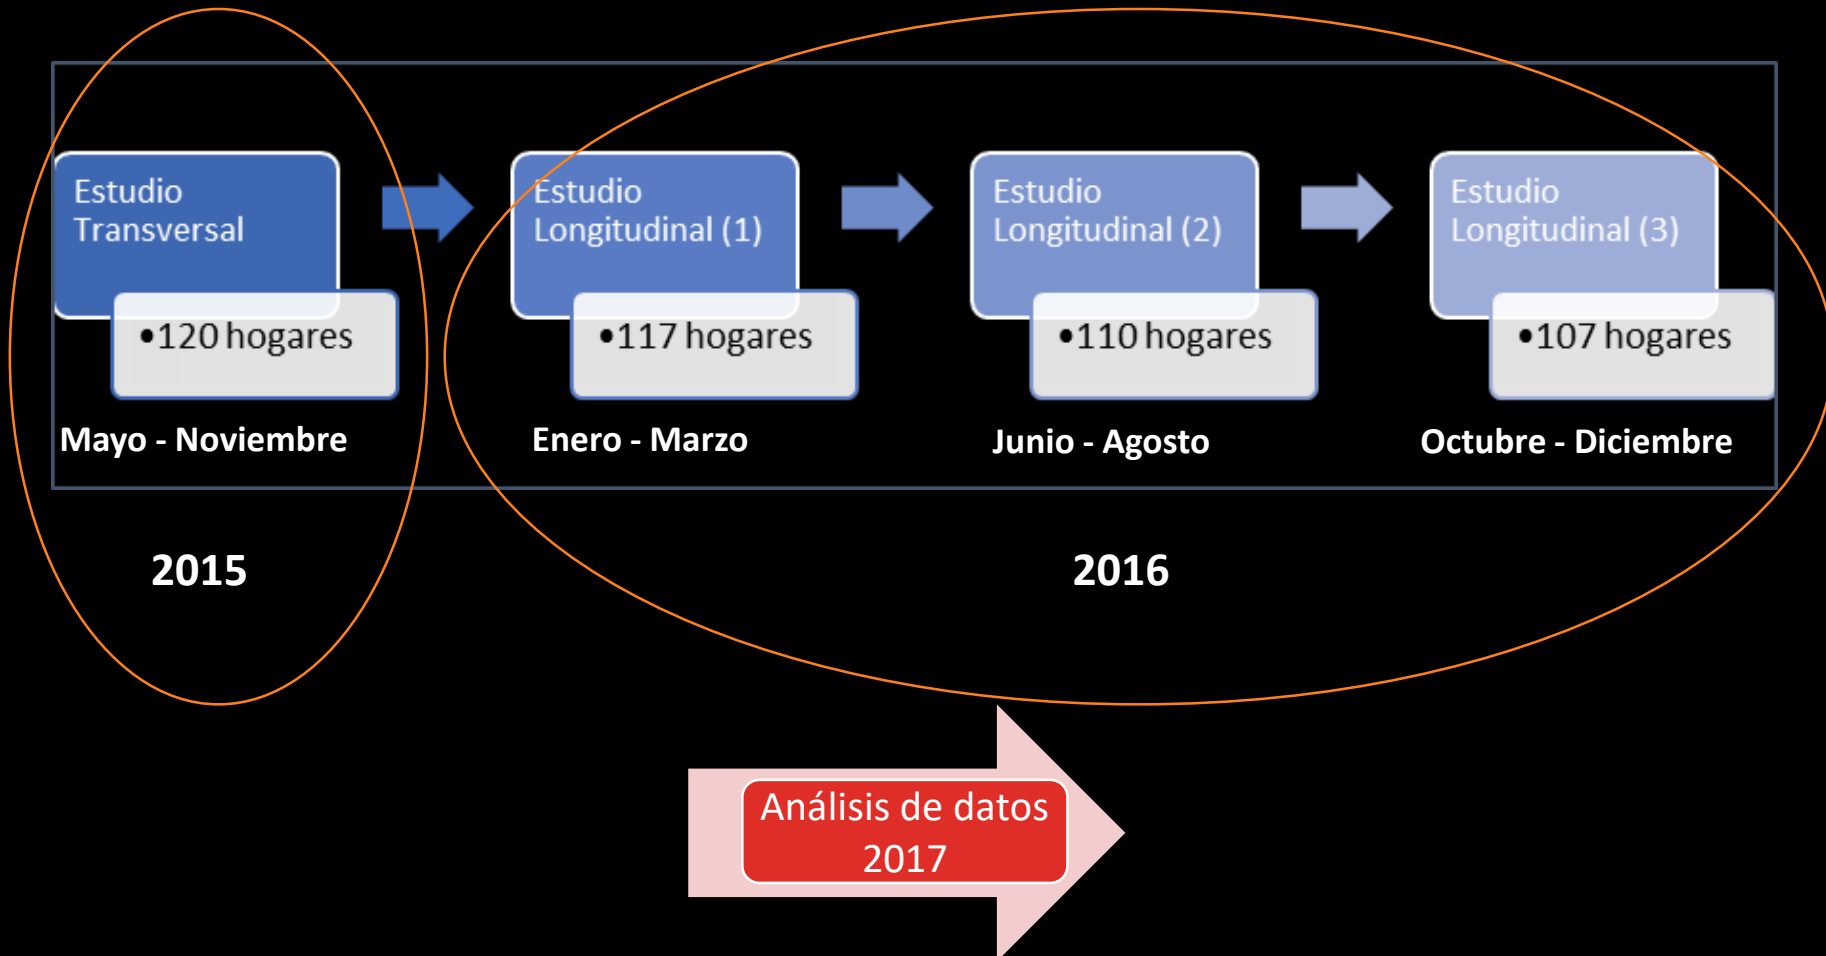 Estudio
Transversal
•120 hogares
Mayo - Noviembre
Estudio
Longitudinal (1)
•117 hogares
Enero - Marzo
Estudio
Longitudinal (2)
•110 hogares
Junio - Agosto
Estudio
Longitudinal (3)
•107 hogares
Octubre - Diciembre
2015
2016
Análisis de datos
2017